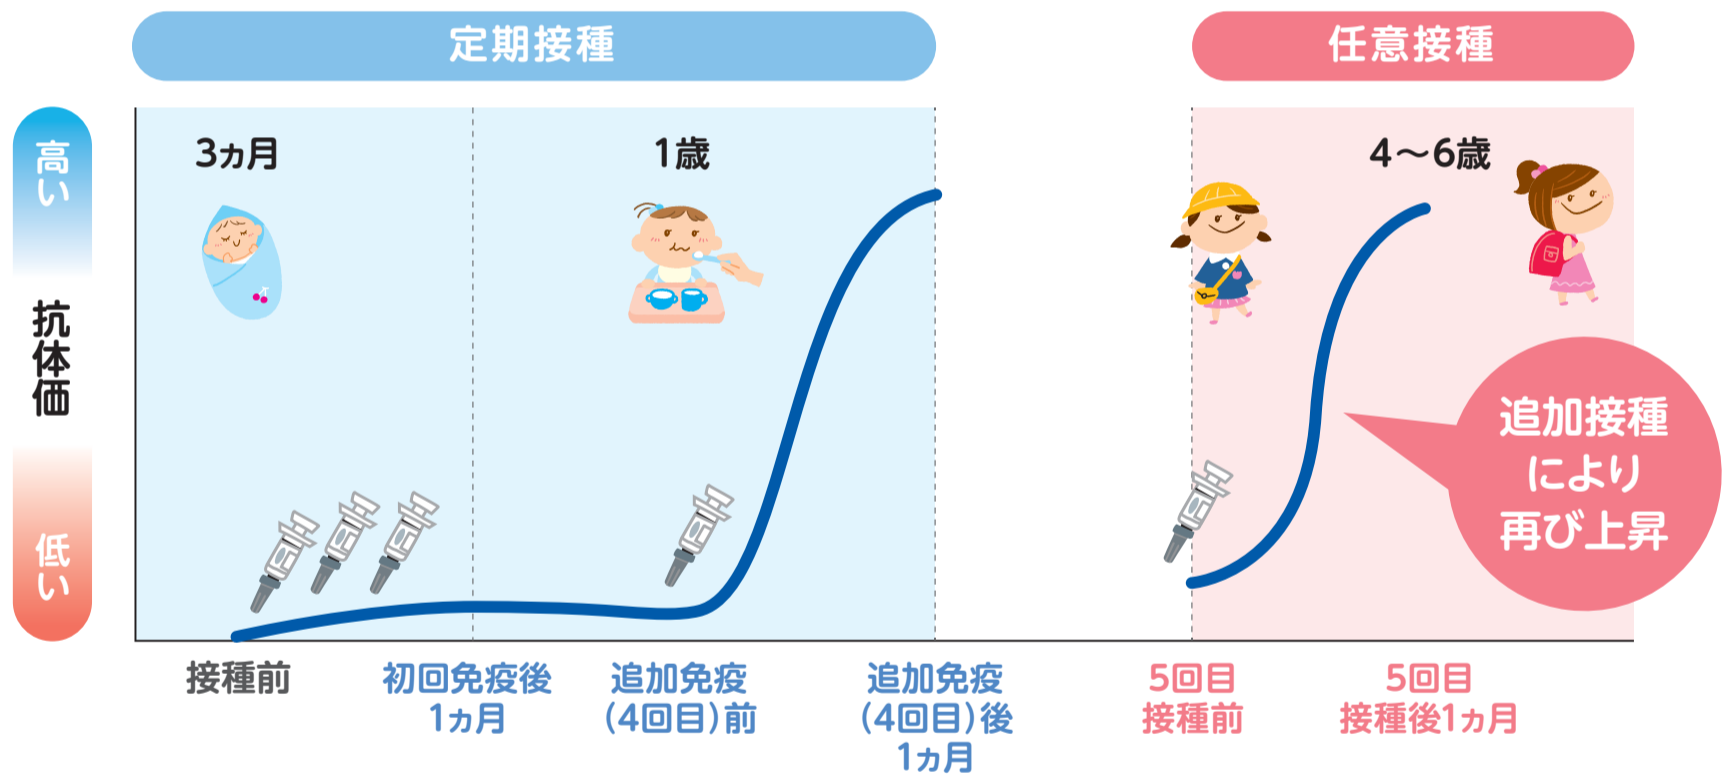 定期接種
任意接種
高い
抗体価
低い
3ヵ月
1歳
4～6歳
追加接種
により
再び上昇
接種前
初回免疫後
1ヵ月
追加免疫
(4回目)前
追加免疫
(4回目)後
1ヵ月
5回目
接種前
5回目
接種後1ヵ月